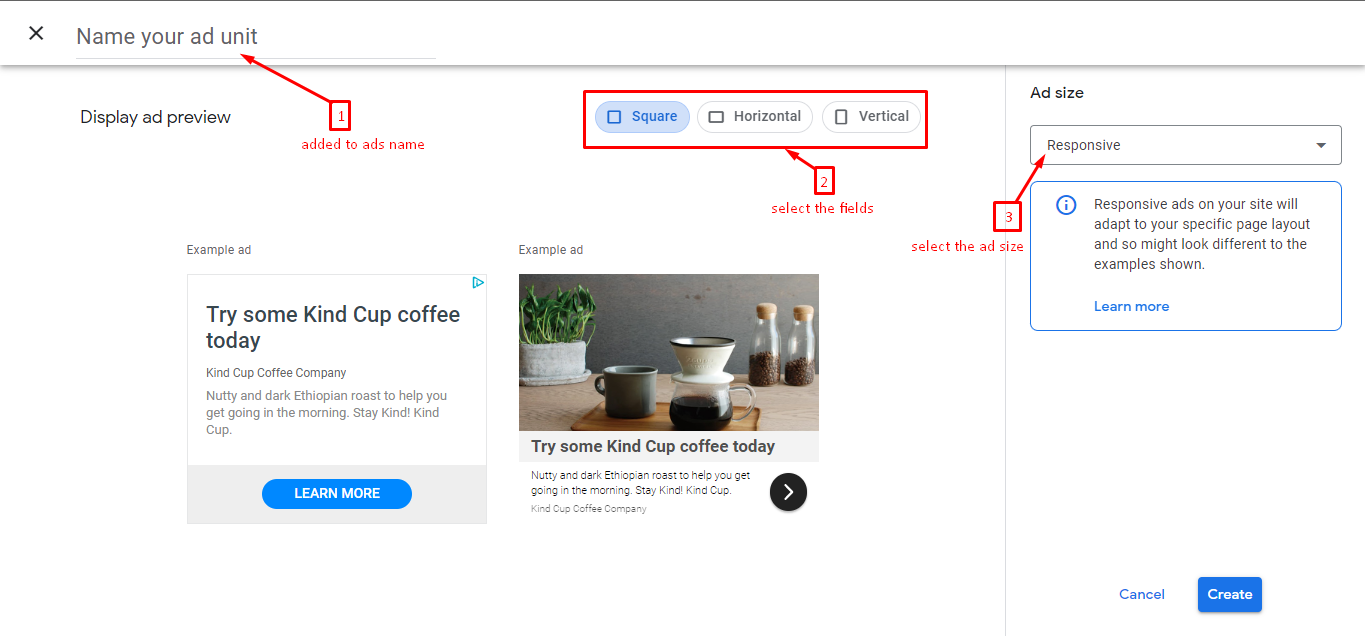 Name your ad unit
Display ad preview
1
added to ads name
Square
Horizontal
Vertical
2
select the fields
Example ad
Try some Kind Cup coffee
today
Kind Cup Coffee Company
Nutty and dark Ethiopian roast to help you
get going in the morning. Stay Kind! Kind
Cup.
LEARN MORE
Example ad
Try some Kind Cup coffee today
Nutty and dark Ethiopian roast to help you get
going in the morning. Stay Kind! Kind Cup.
Kind Cup Coffee Company
Ad size
Responsive
3
select the ad size
Responsive ads on your site will
adapt to your specific page layout
and so might look different to the
examples shown.
Learn more
Cancel
Create